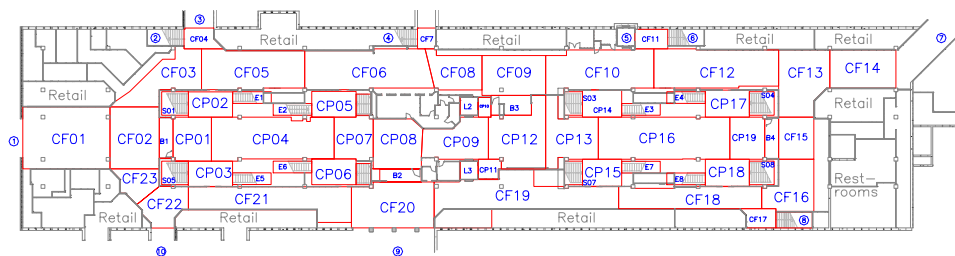 ③
② CF04 Retail ④ CF7 Retail ⑤ CF11 ⑥ Retail Retail ⑦
CF03 CF05 CF06 CF08 CF09 CF10 CF12 CF13 CF14
Retail S01 CP02 E1 E2 CP05 L2 CP10 B3 S03 CP14 E3 E4 CP17 S04 Retail
① CF01 CF02 B1 CP01 CP04 CP07 CP08 CP09 CP12 CP13 CP16 CP19 B4 CF15
CF23 S05 CP03 E6 E5 CP06 B2 L3 CP11 CP15 S07 E7 E8 CP18 S08 Rest-
rooms
Retail CF22 CF21 CF20 CF19 CF18 CF16
Retail Retail CF17 ⑧
⑩ ⑨